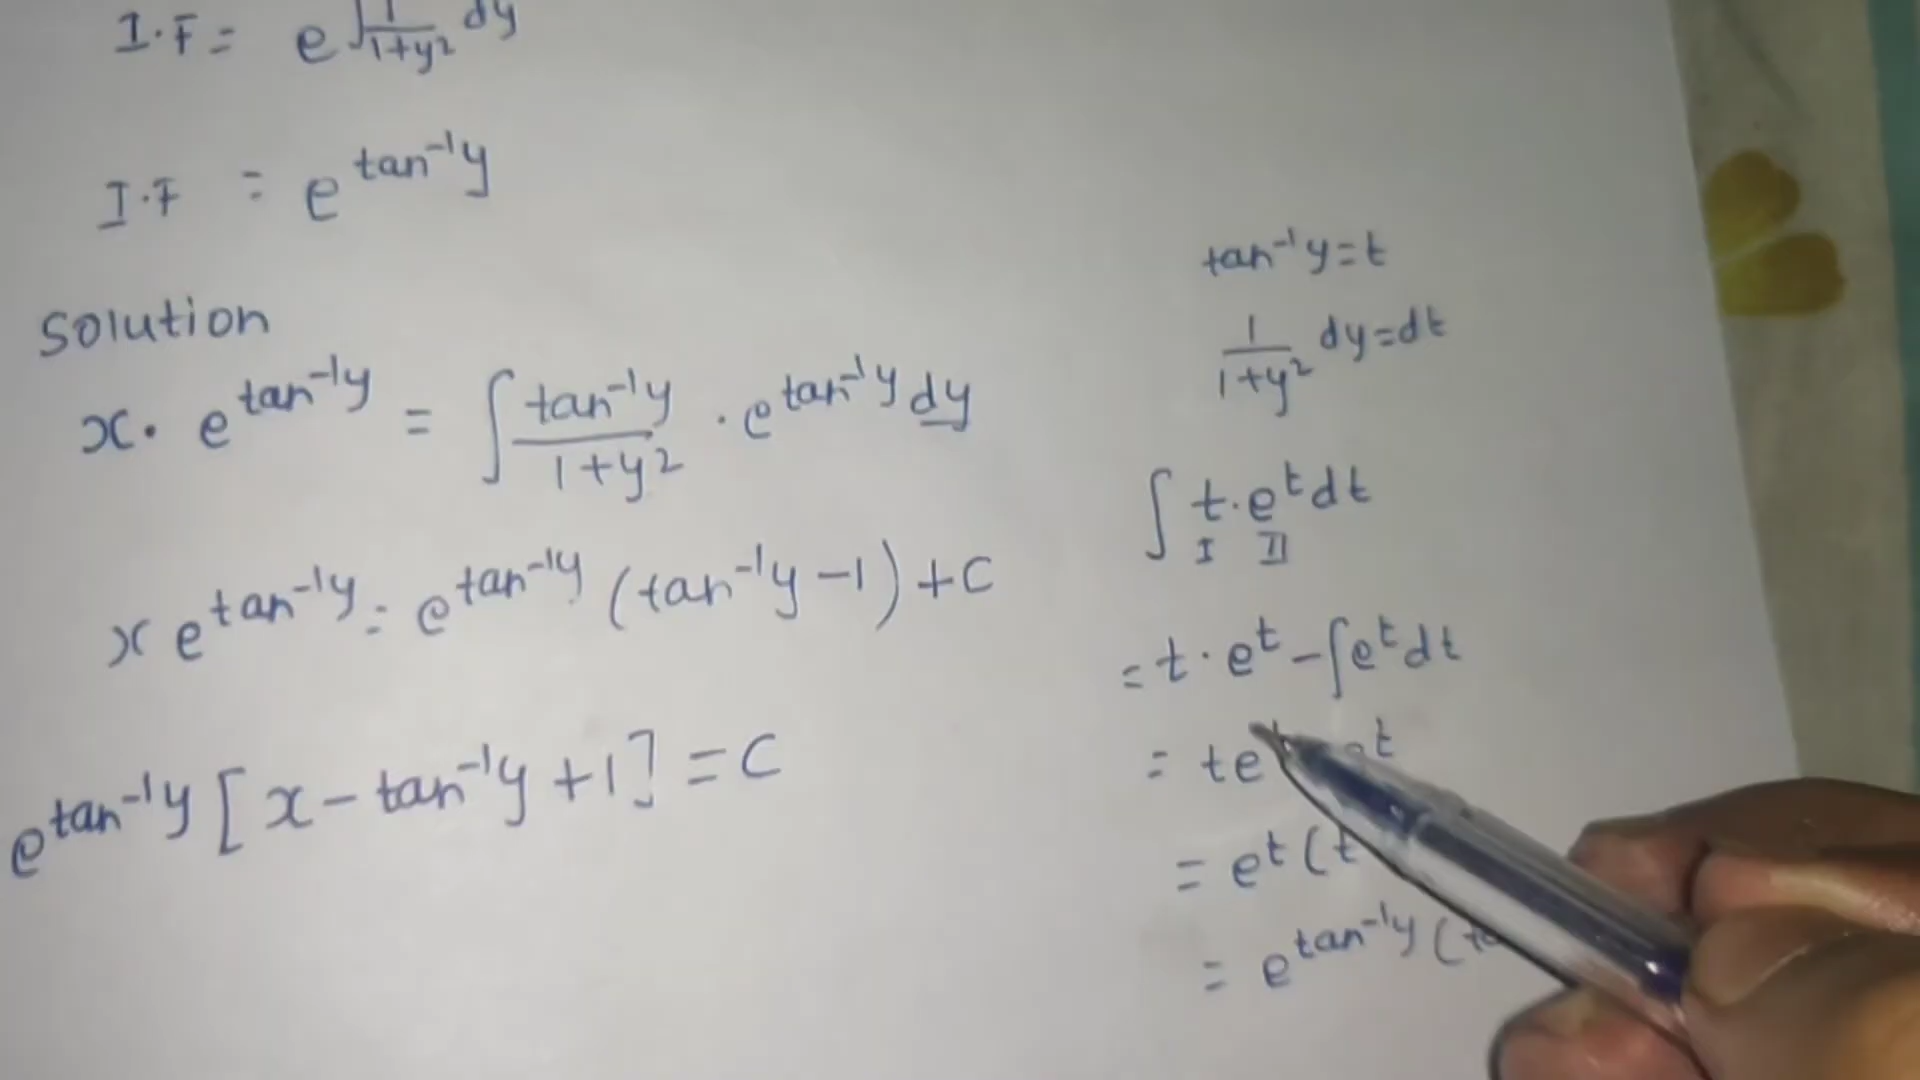 I.F = e^∫1/(1+y²) dy
I.F = e^tan⁻¹y
Solution
x. e^tan⁻¹y = ∫ tan⁻¹y/(1+y²) . e^tan⁻¹y dy
x e^tan⁻¹y = e^tan⁻¹y (tan⁻¹y -1) + C
e^tan⁻¹y [x - tan⁻¹y +1] = C
tan⁻¹y = t
1/(1+y²) dy = dt
∫ t. e^t dt
I II
= t. e^t - ∫e^t dt
= te
= e^t (t
= e^tan⁻¹y (